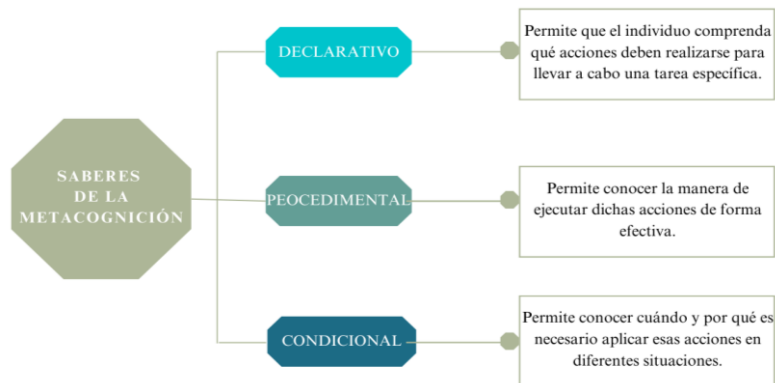 SABERES
DE LA
METACOGNICIÓN
DECLARATIVO
Permite que el individuo comprenda
qué acciones deben realizarse para
llevar a cabo una tarea específica.
PEOCEDIMENTAL
Permite conocer la manera de
ejecutar dichas acciones de forma
efectiva.
CONDICIONAL
Permite conocer cuándo y por qué es
necesario aplicar esas acciones en
diferentes situaciones.